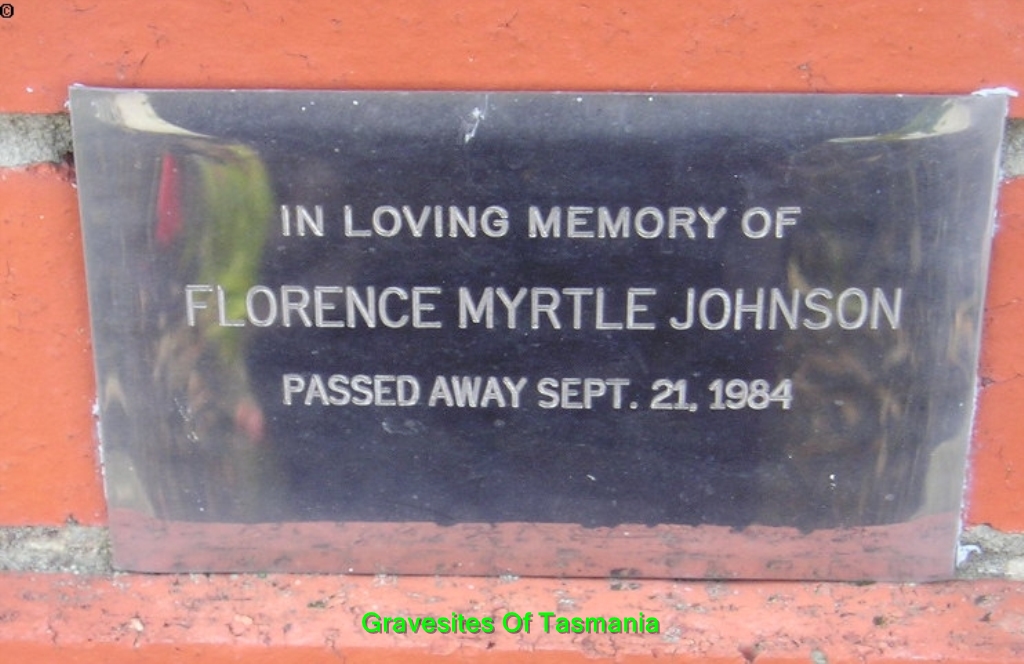 ©
IN LOVING MEMORY OF
FLORENCE MYRTLE JOHNSON
PASSED AWAY SEPT. 21, 1984
Gravesites Of Tasmania